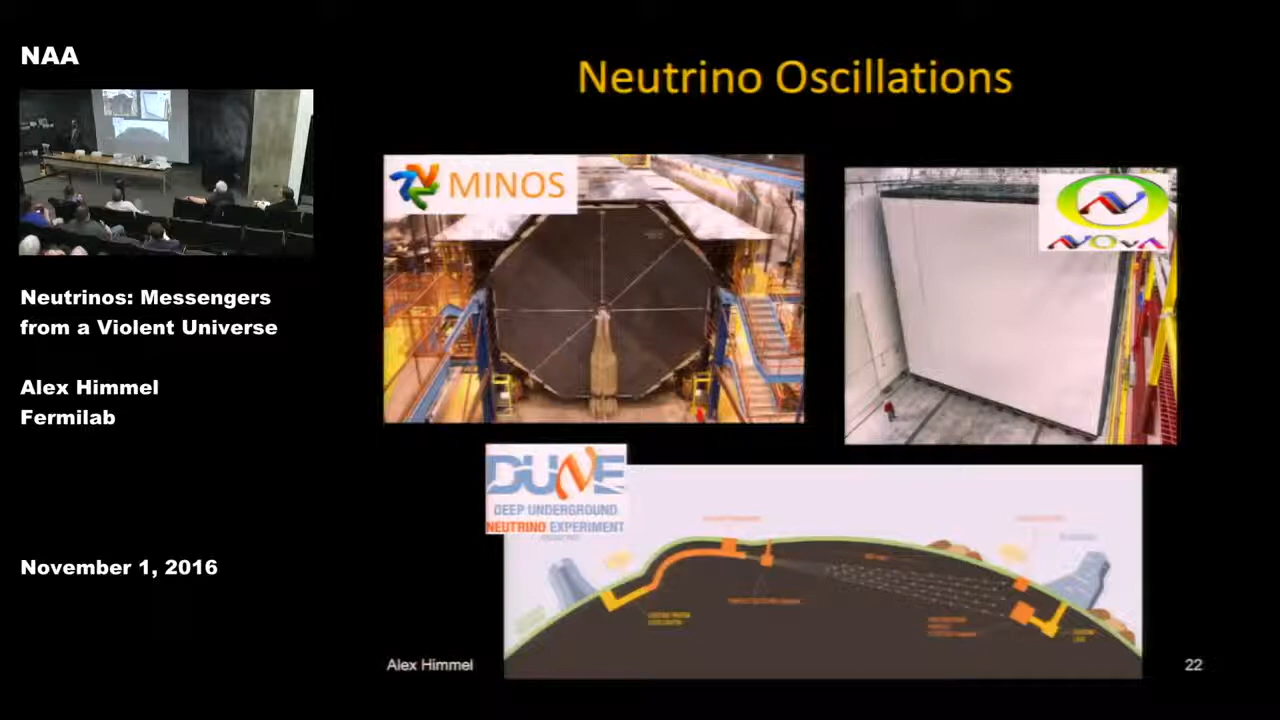 NAA
Neutrinos: Messengers
from a Violent Universe
Alex Himmel
Fermilab
November 1, 2016
Neutrino Oscillations
MINOS
NOvA
DUNE
DEEP UNDERGROUND
NEUTRINO EXPERIMENT
Alex Himmel
22